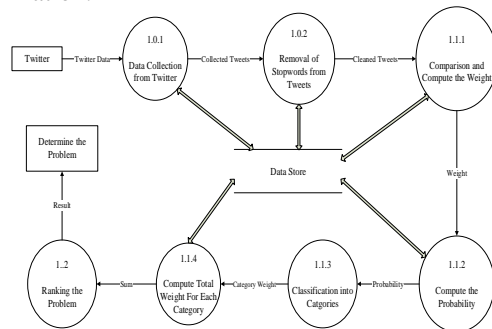 Twitter
Twitter Data
1.0.1
Data Collection
from Twitter
Collected Tweets
1.0.2
Removal of
Stopwords from
Tweets
Cleaned Tweets
1.1.1
Comparison and
Compute the Weight
Determine the
Problem
Data Store
Weight
Result
1..2
Ranking the
Problem
Sum
1.1.4
Compute Total
Weight For Each
Category
Category Weight
1.1.3
Classification into
Catgories
Probability
1.1.2
Compute the
Probability